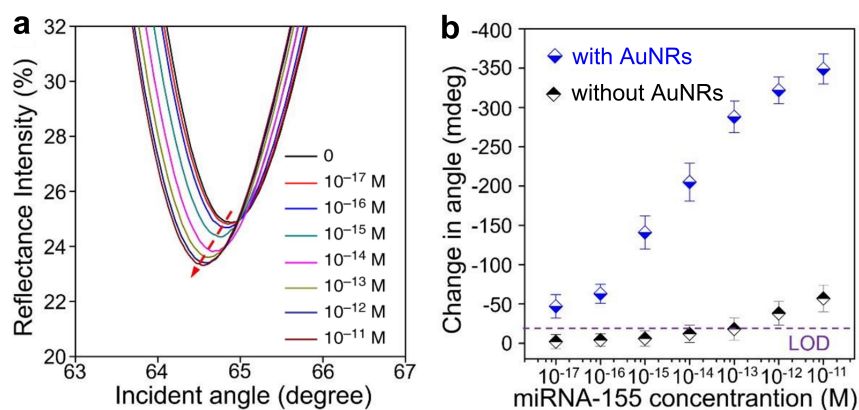 a
Reflectance Intensity (%)
32
30
28
26
24
22
20
63
64
65
66
67
Incident angle (degree)
0
10⁻¹⁷ M
10⁻¹⁶ M
10⁻¹⁵ M
10⁻¹⁴ M
10⁻¹³ M
10⁻¹² M
10⁻¹¹ M
b
Change in angle (mdeg)
-400
-350
-300
-250
-200
-150
-100
-50
0
with AuNRs
without AuNRs
LOD
10⁻¹⁷
10⁻¹⁶
10⁻¹⁵
10⁻¹⁴
10⁻¹³
10⁻¹²
10⁻¹¹
miRNA-155 concentrantion (M)